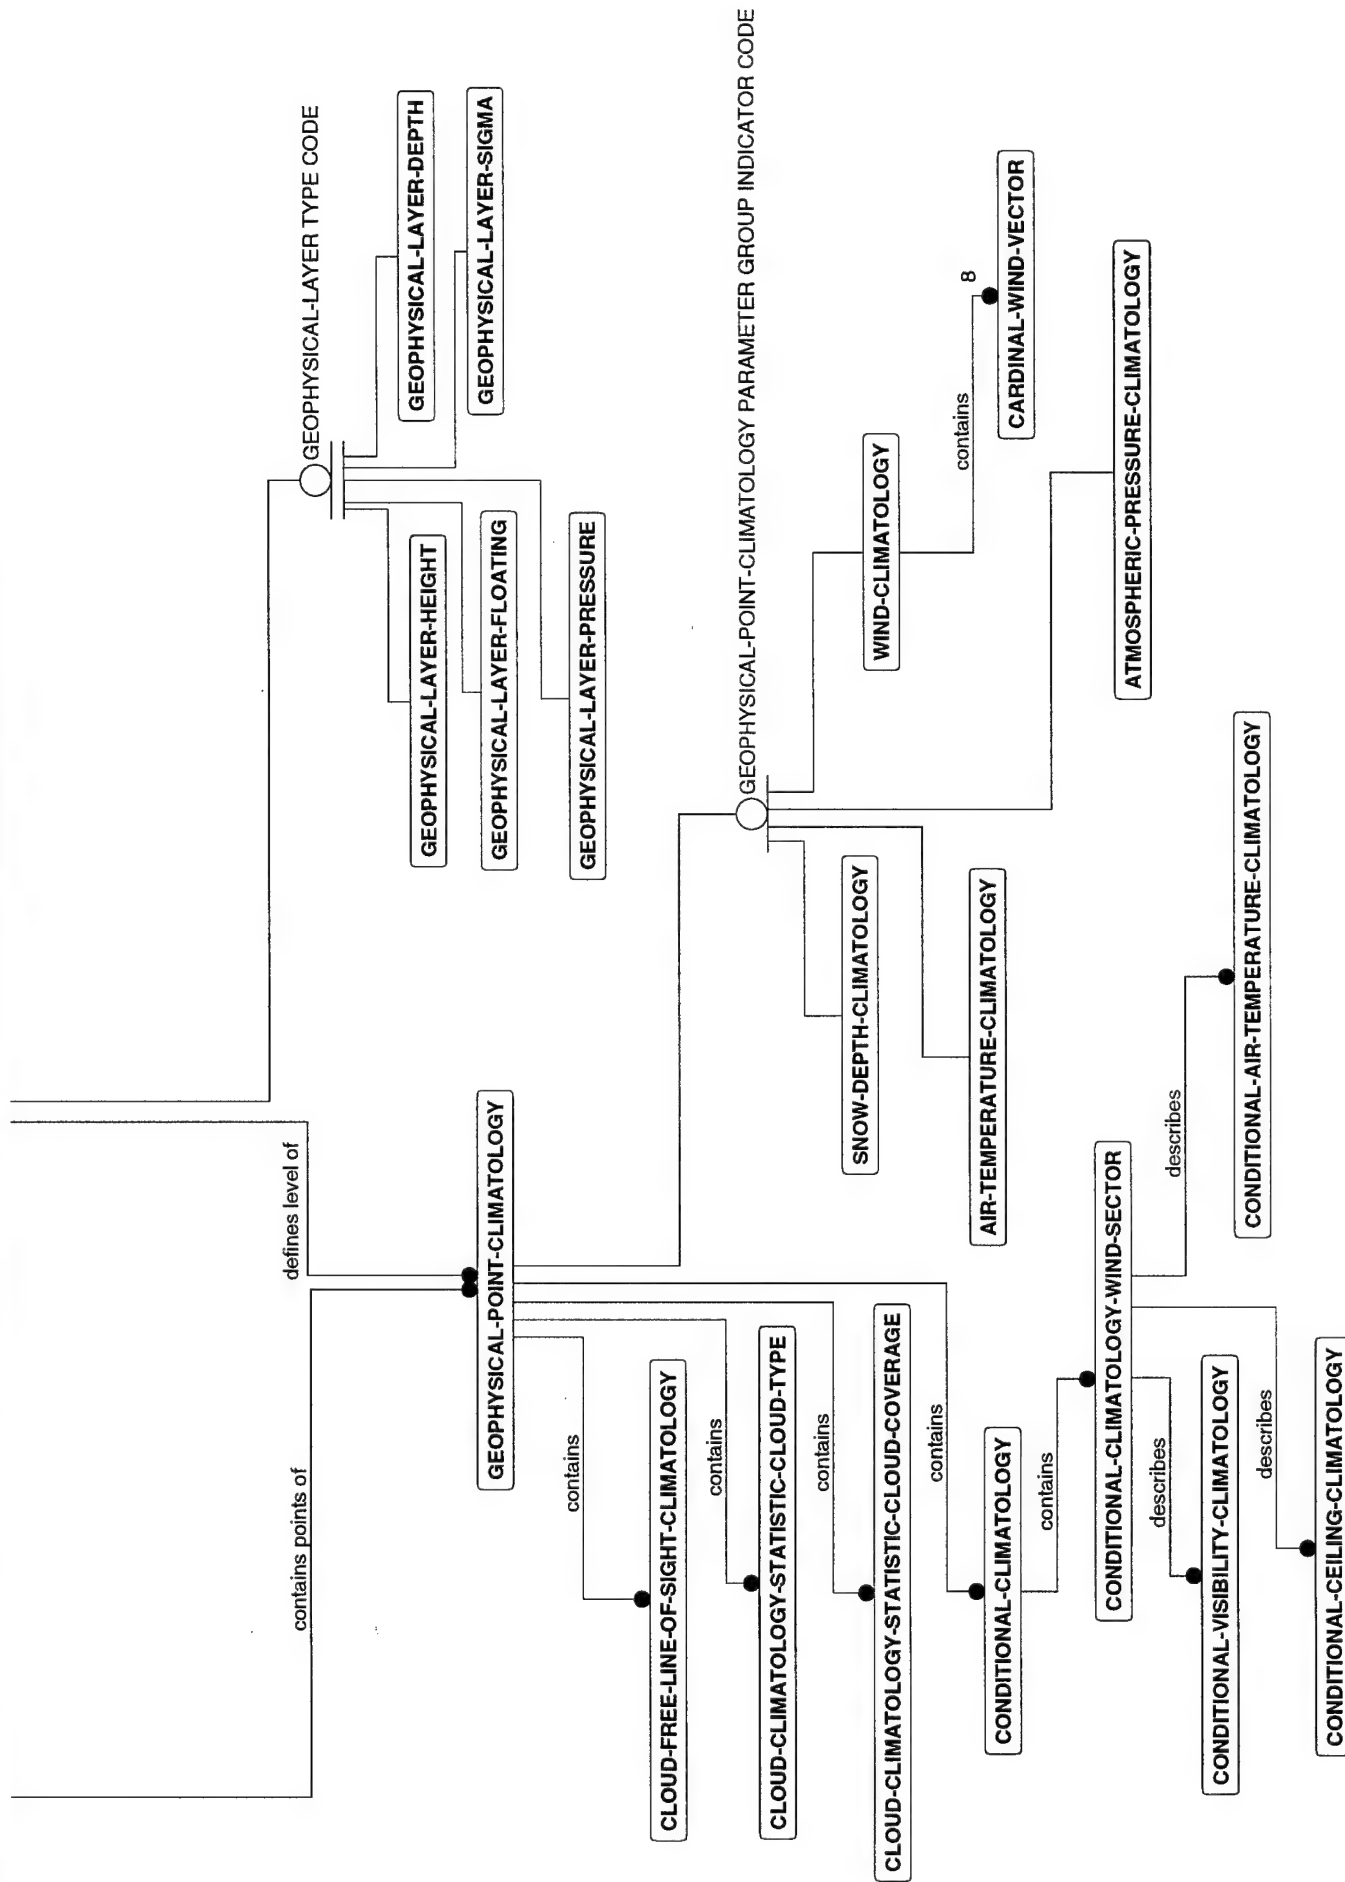 contains points of
defines level of
GEOPHYSICAL-LAYER TYPE CODE
GEOPHYSICAL-LAYER-HEIGHT
GEOPHYSICAL-LAYER-DEPTH
GEOPHYSICAL-LAYER-FLOATING
GEOPHYSICAL-LAYER-SIGMA
GEOPHYSICAL-LAYER-PRESSURE
GEOPHYSICAL-POINT-CLIMATOLOGY
contains
CLOUD-FREE-LINE-OF-SIGHT-CLIMATOLOGY
contains
CLOUD-CLIMATOLOGY-STATISTIC-CLOUD-TYPE
contains
CLOUD-CLIMATOLOGY-STATISTIC-CLOUD-COVERAGE
contains
CONDITIONAL-CLIMATOLOGY
contains
CONDITIONAL-CLIMATOLOGY-WIND-SECTOR
describes
CONDITIONAL-VISIBILITY-CLIMATOLOGY
describes
CONDITIONAL-CEILING-CLIMATOLOGY
describes
CONDITIONAL-AIR-TEMPERATURE-CLIMATOLOGY
GEOPHYSICAL-POINT-CLIMATOLOGY PARAMETER GROUP INDICATOR CODE
SNOW-DEPTH-CLIMATOLOGY
WIND-CLIMATOLOGY
contains
8
CARDINAL-WIND-VECTOR
AIR-TEMPERATURE-CLIMATOLOGY
ATMOSPHERIC-PRESSURE-CLIMATOLOGY